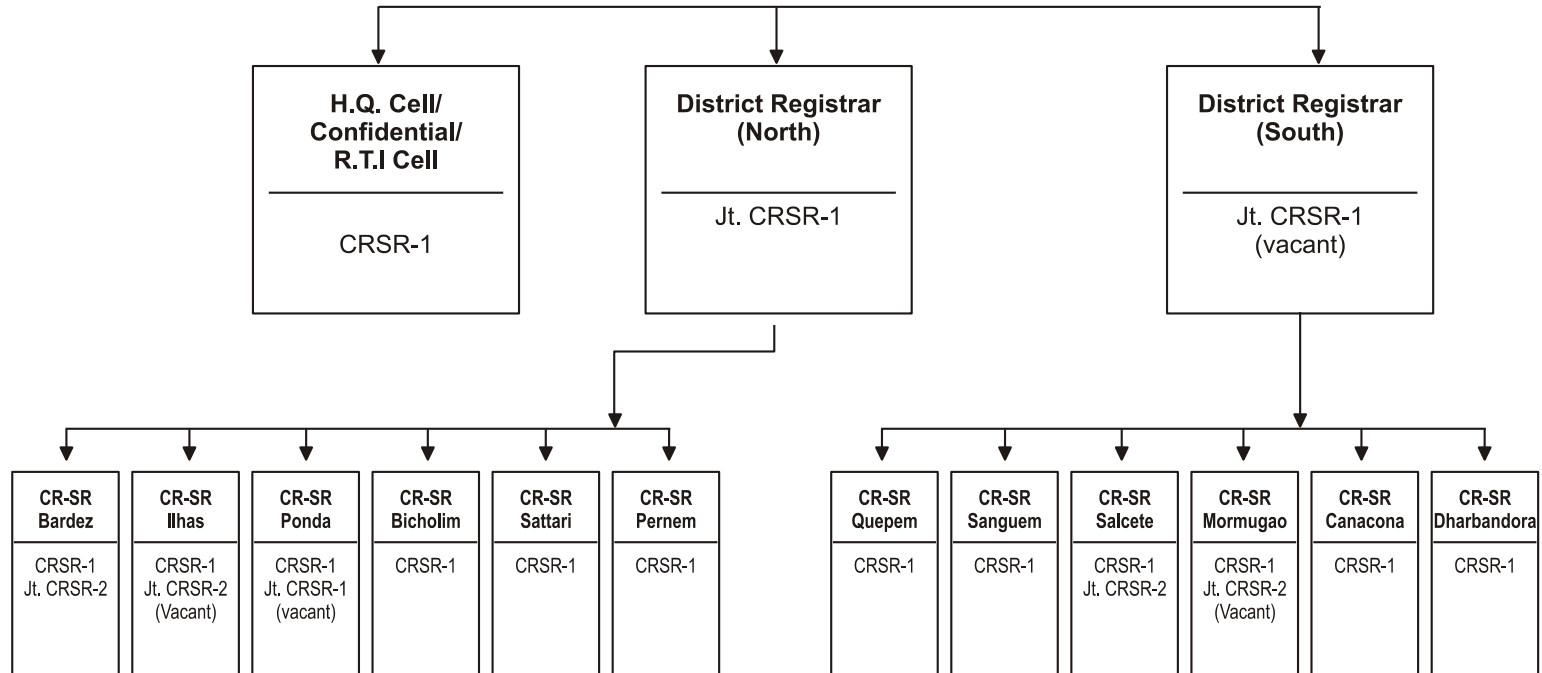 H.Q. Cell/
Confidential/
R.T.I Cell
CRSR-1
District Registrar
(North)
Jt. CRSR-1
District Registrar
(South)
Jt. CRSR-1
(vacant)
CR-SR
Bardez
CRSR-1
Jt. CRSR-2
CR-SR
Ilhas
CRSR-1
Jt. CRSR-2
(Vacant)
CR-SR
Ponda
CRSR-1
Jt. CRSR-1
(vacant)
CR-SR
Bicholim
CRSR-1
CR-SR
Sattari
CRSR-1
CR-SR
Pernem
CRSR-1
CR-SR
Quepem
CRSR-1
CR-SR
Sanguem
CRSR-1
CR-SR
Salcete
CRSR-1
Jt. CRSR-2
CR-SR
Mormugao
CRSR-1
Jt. CRSR-2
(Vacant)
CR-SR
Canacona
CRSR-1
CR-SR
Dharbandora
CRSR-1